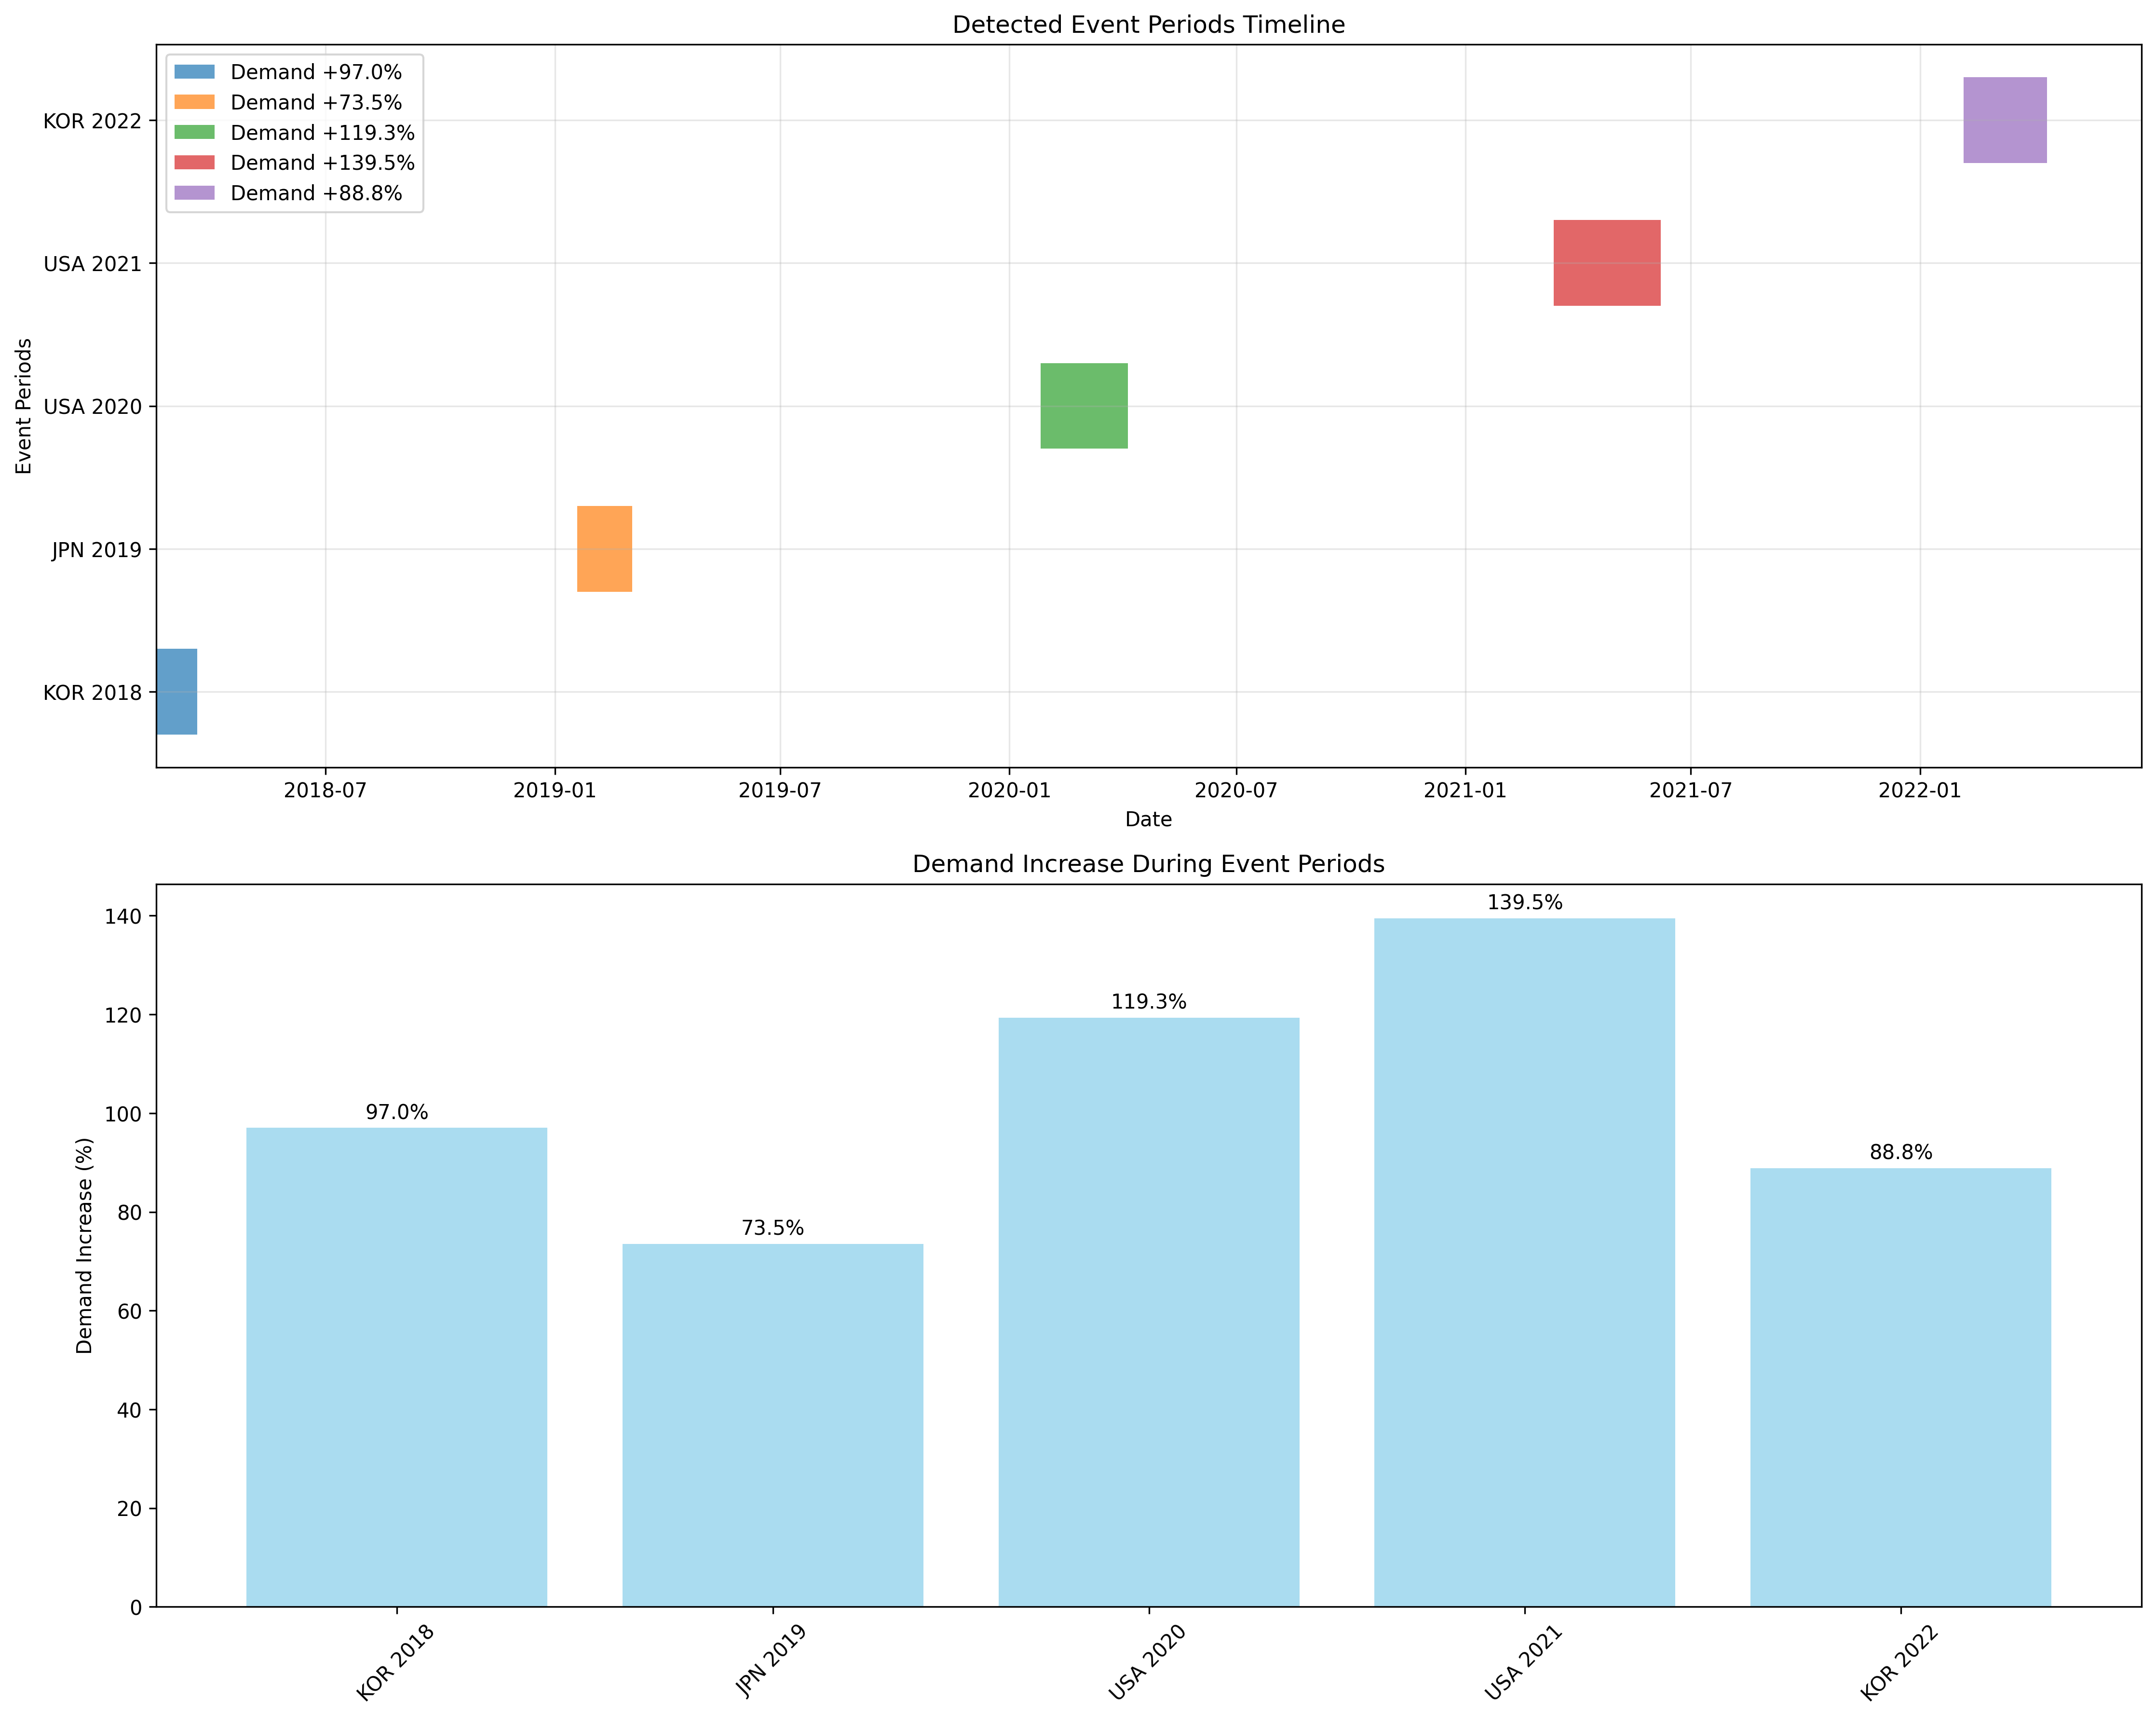 Detected Event Periods Timeline
Demand +97.0%
Demand +73.5%
Demand +119.3%
Demand +139.5%
Demand +88.8%
Event Periods
KOR 2022
USA 2021
USA 2020
JPN 2019
KOR 2018
2018-07
2019-01
2019-07
2020-01
2020-07
2021-01
2021-07
2022-01
Date
Demand Increase During Event Periods
Demand Increase (%)
140
120
100
80
60
40
20
0
97.0%
73.5%
119.3%
139.5%
88.8%
KOR 2018
JPN 2019
USA 2020
USA 2021
KOR 2022